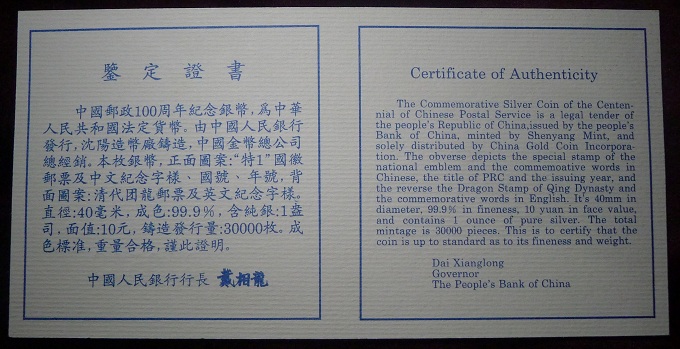 鑒定證書
中國郵政100周年紀念銀幣，爲中華
人民共和國法定貨幣。由中國人民銀行
發行，沈陽造幣廠鑄造，中國金幣總公司
總經銷。本枚銀幣，正面圖案："特1"國徽
郵票及中文紀念字樣、國號、年號，背
面圖案：清代团龍郵票及英文紀念字樣。
直徑：40毫米，成色：99.9％，含純銀：1盎
司，面值：10元，鑄造發行量：30000枚。成
色標准，重量合格，謹此證明。
中國人民銀行行長 戴相龍
Certificate of Authenticity
The Commemorative Silver Coin of the Centen-
nial of Chinese Postal Service is a legal tender of
the people's Republic of China,issued by the people's
Bank of China, minted by Shenyang Mint, and
solely distributed by China Gold Coin Incorpora-
tion. The obverse depicts the special stamp of the
national emblem and the commemoative words in
Chinese, the title of PRC and the issuing year, and
the reverse the Dragon Stamp of Qing Dynasty and
the commemorative words in English. It's 40mm in
diameter, 99.9% in fineness, 10 yuan in face value,
and contains 1 ounce of pure silver. The total
mintage is 30000 pieces. This is to certify that the
coin is up to standard as to its fineness and weight.
Dai Xianglong
Governor
The People's Bank of China